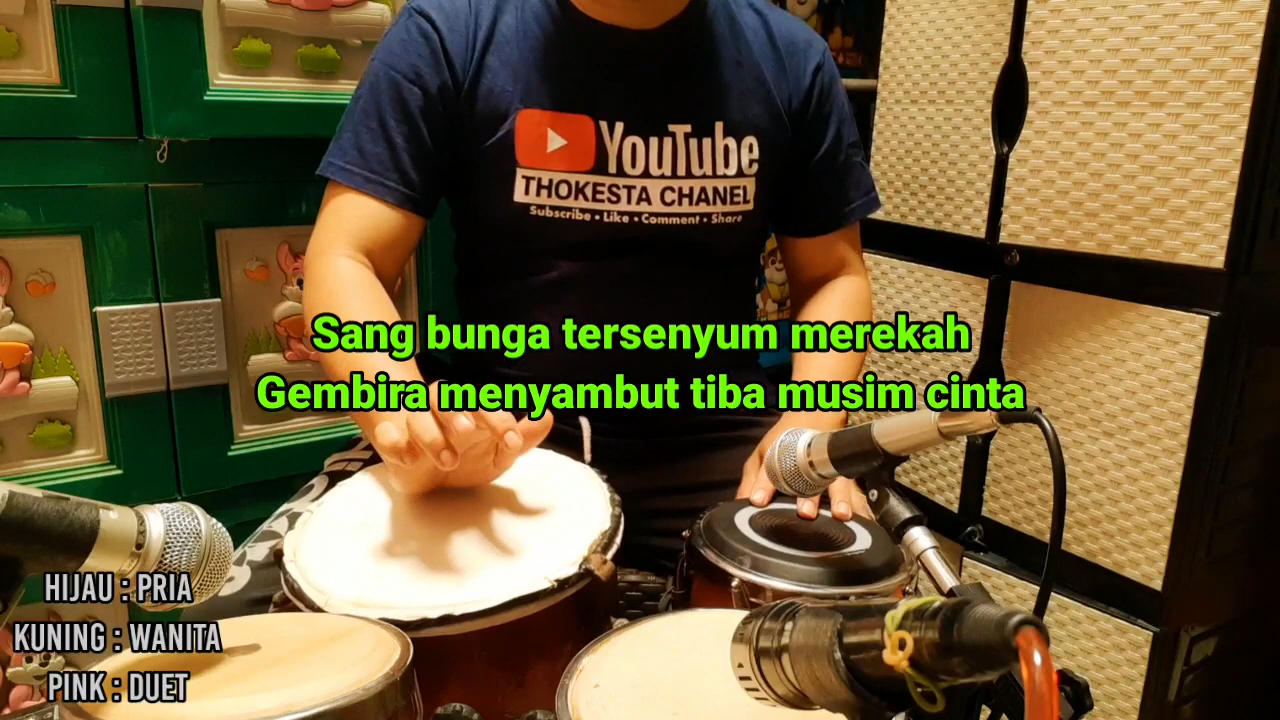 YouTube
THOKESTA CHANEL
Subscribe • Like • Comment • Share
Sang bunga tersenyum merekah
Gembira menyambut tiba musim cinta
HIJAU : PRIA
KUNING : WANITA
PINK : DUET